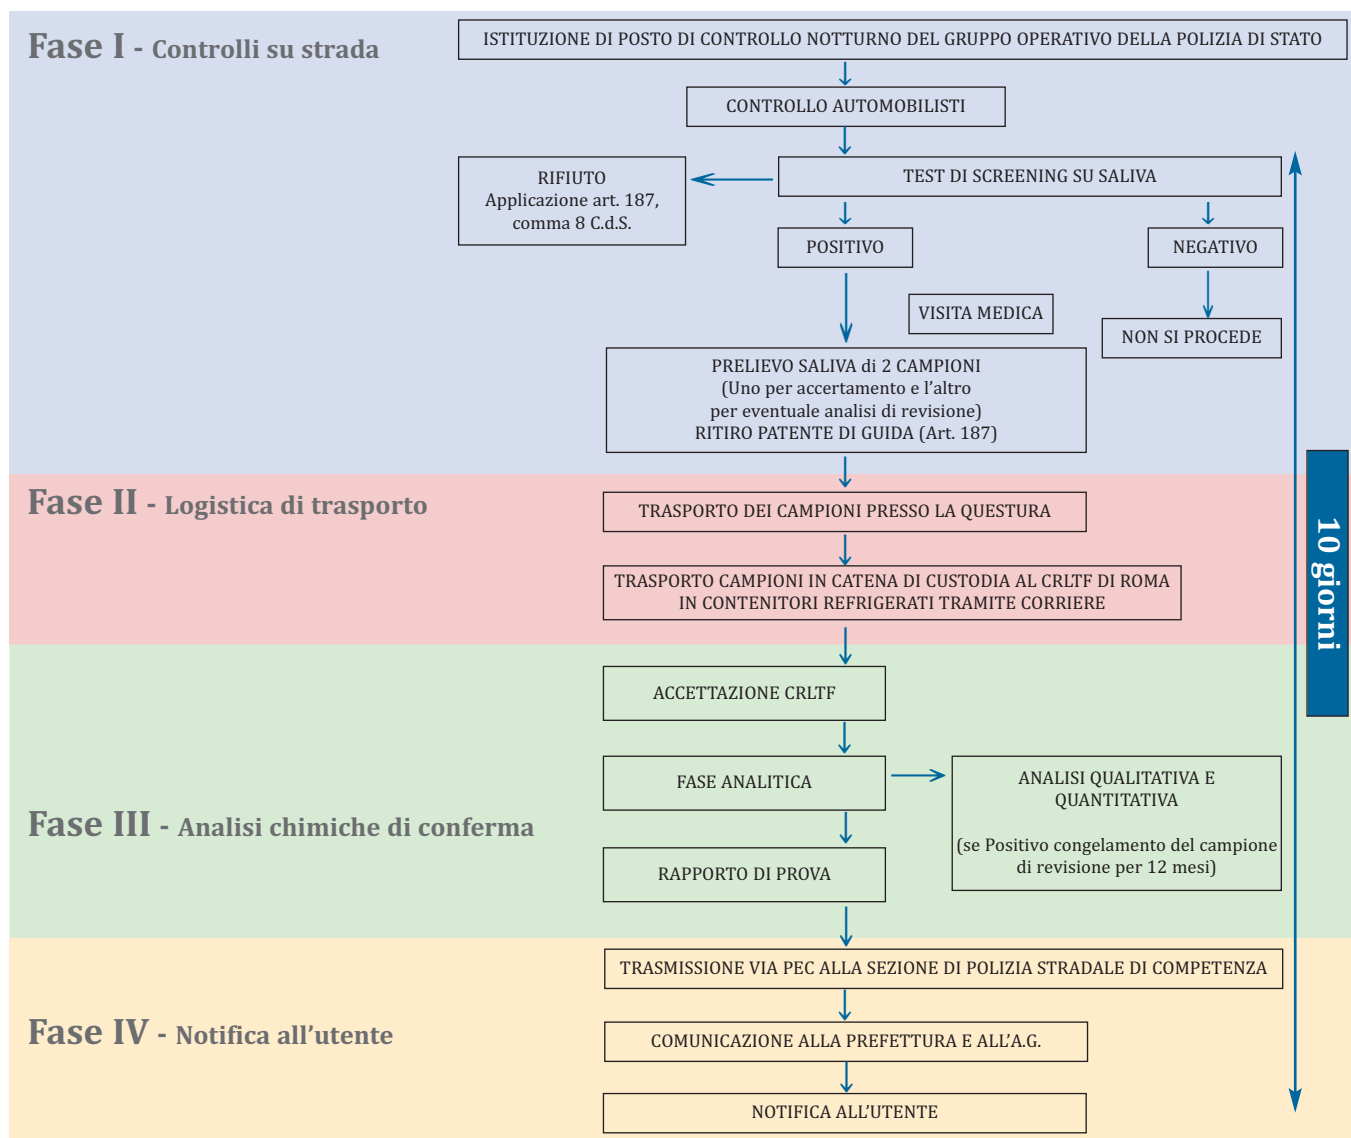 Fase I - Controlli su strada
ISTITUZIONE DI POSTO DI CONTROLLO NOTTURNO DEL GRUPPO OPERATIVO DELLA POLIZIA DI STATO
CONTROLLO AUTOMOBILISTI
RIFIUTO
Applicazione art. 187,
comma 8 C.d.S.
TEST DI SCREENING SU SALIVA
POSITIVO
NEGATIVO
VISITA MEDICA
NON SI PROCEDE
PRELIEVO SALIVA di 2 CAMPIONI
(Uno per accertamento e l’altro
per eventuale analisi di revisione)
RITIRO PATENTE DI GUIDA (Art. 187)
10 giorni
Fase II - Logistica di trasporto
TRASPORTO DEI CAMPIONI PRESSO LA QUESTURA
TRASPORTO CAMPIONI IN CATENA DI CUSTODIA AL CRLTF DI ROMA
IN CONTENITORI REFRIGERATI TRAMITE CORRIERE
Fase III - Analisi chimiche di conferma
ACCETTAZIONE CRLTF
FASE ANALITICA
ANALISI QUALITATIVA E
QUANTITATIVA
(se Positivo congelamento del campione
di revisione per 12 mesi)
RAPPORTO DI PROVA
Fase IV - Notifica all’utente
TRASMISSIONE VIA PEC ALLA SEZIONE DI POLIZIA STRADALE DI COMPETENZA
COMUNICAZIONE ALLA PREFETTURA E ALL’A.G.
NOTIFICA ALL’UTENTE